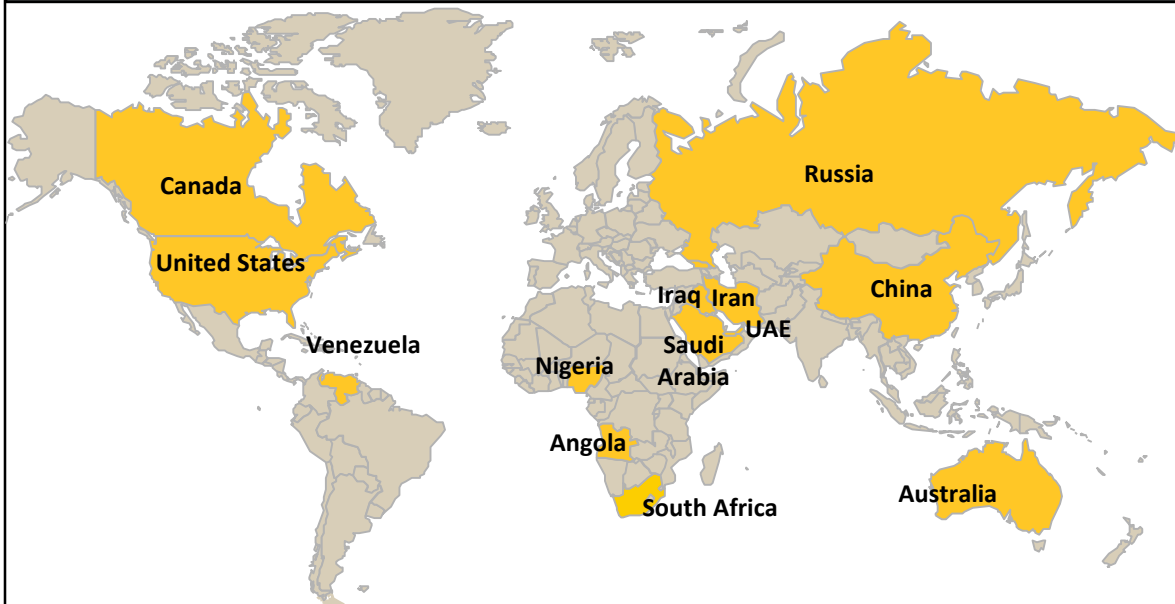 Canada
Russia
United States
China
Iraq
Iran
UAE
Venezuela
Saudi
Arabia
Nigeria
Angola
Australia
South Africa